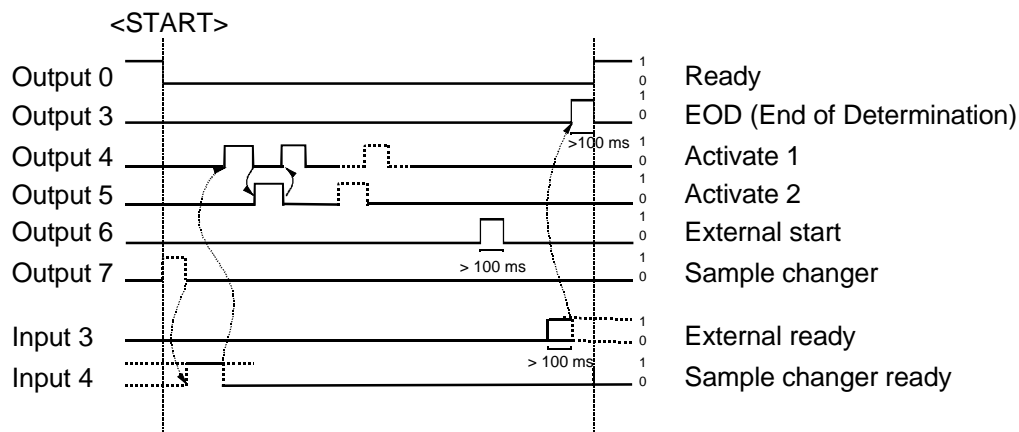 <START>
Output 0 1 0 Ready
Output 3 1 0 EOD (End of Determination)
>100 ms
Output 4 1 0 Activate 1
Output 5 1 0 Activate 2
Output 6 1 0 External start
> 100 ms
Output 7 1 0 Sample changer
Input 3 1 0 External ready
> 100 ms
Input 4 1 0 Sample changer ready